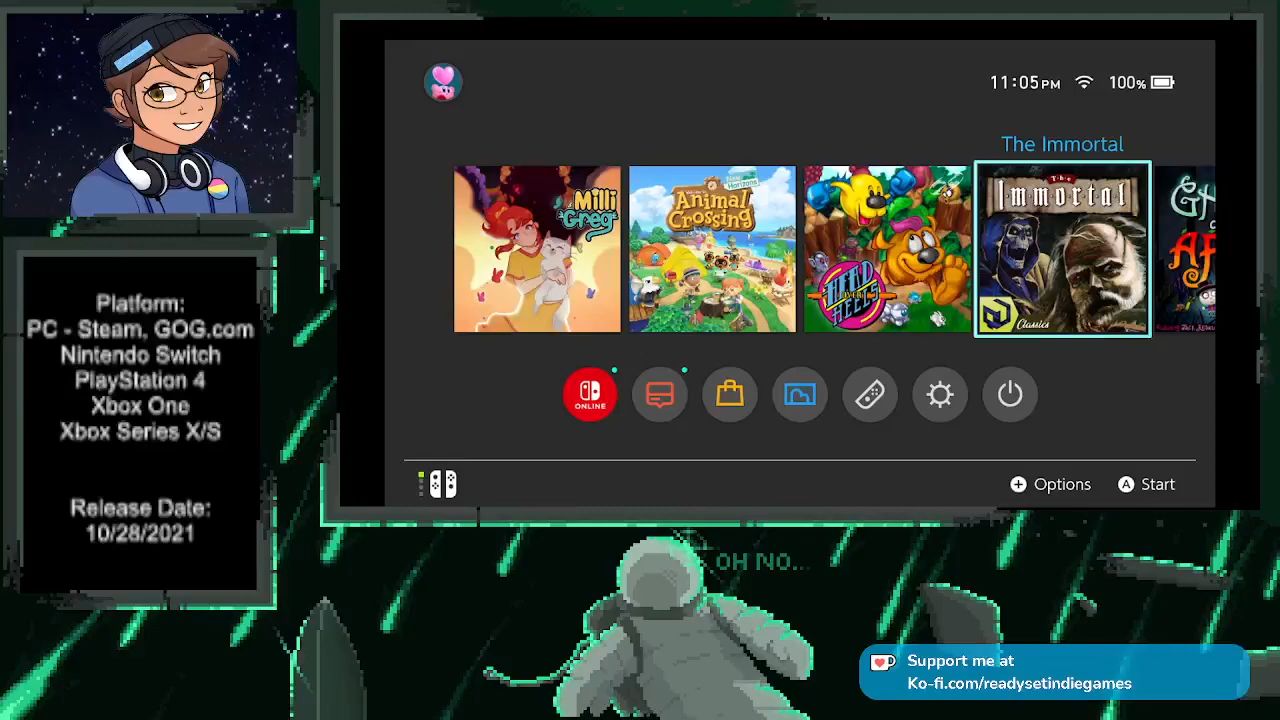 Platform:
PC - Steam, GOG.com
Nintendo Switch
PlayStation 4
Xbox One
Xbox Series X/S
Release Date:
10/28/2021
11:05PM
100%
The Immortal
Milli
Greg
New Horizons
Animal
Crossing
HEAD
OVER
HEELS
The
Immortal
Classics
ONLINE
Options
Start
OH NO...
Support me at
Ko-fi.com/readysetindiegames